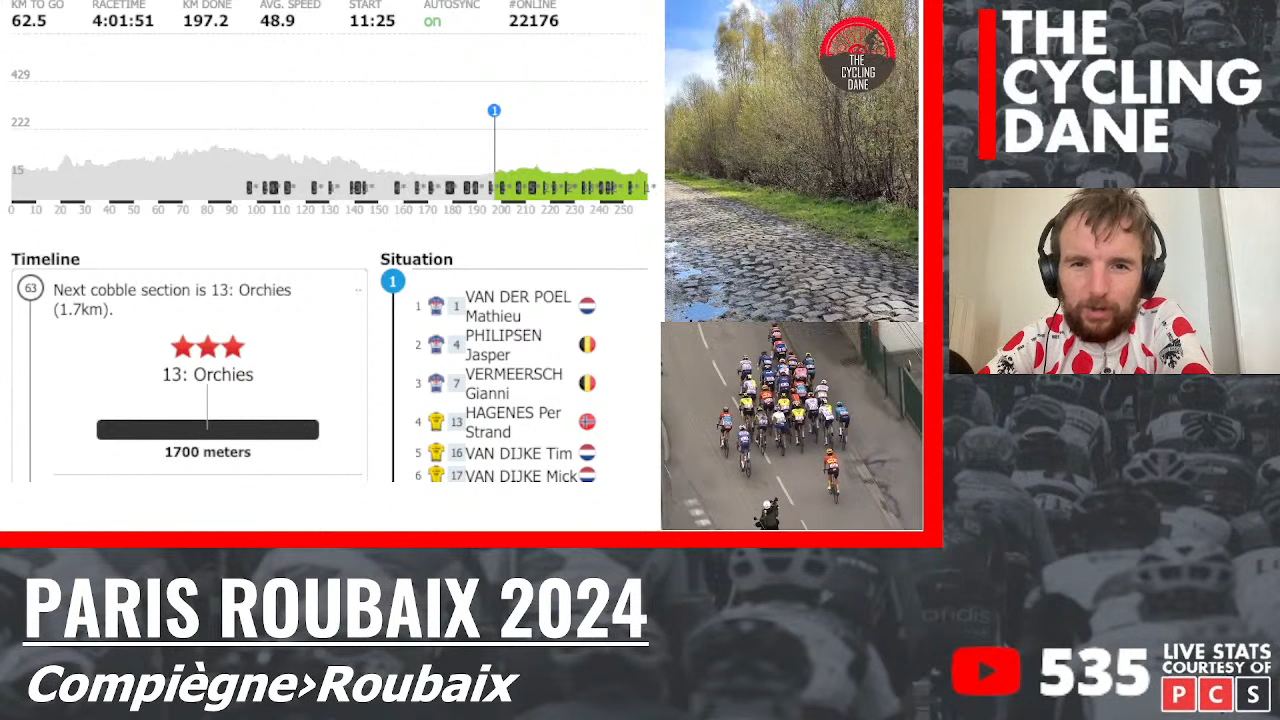 KM TO GO RACETIME KM DONE AVG. SPEED START AUTOSYNC #ONLINE
62.5 4:01:51 197.2 48.9 11:25 on 22176
429
222
15
1
0 10 20 30 40 50 60 70 80 90 100 110 120 130 140 150 160 170 180 190 200 210 220 230 240 250
Timeline
63 Next cobble section is 13: Orchies
(1.7km).
13: Orchies
1700 meters
Situation
1
1 1 VAN DER POEL
Mathieu
2 4 PHILIPSEN
Jasper
3 7 VERMEERSCH
Gianni
4 13 HAGENES Per
Strand
5 16 VAN DIJKE Tim
6 17 VAN DIJKE Mick
THE
CYCLING
DANE
THE
CYCLING
DANE
PARIS ROUBAIX 2024
Compiègne>Roubaix
535
LIVE STATS
COURTESY OF
P C S